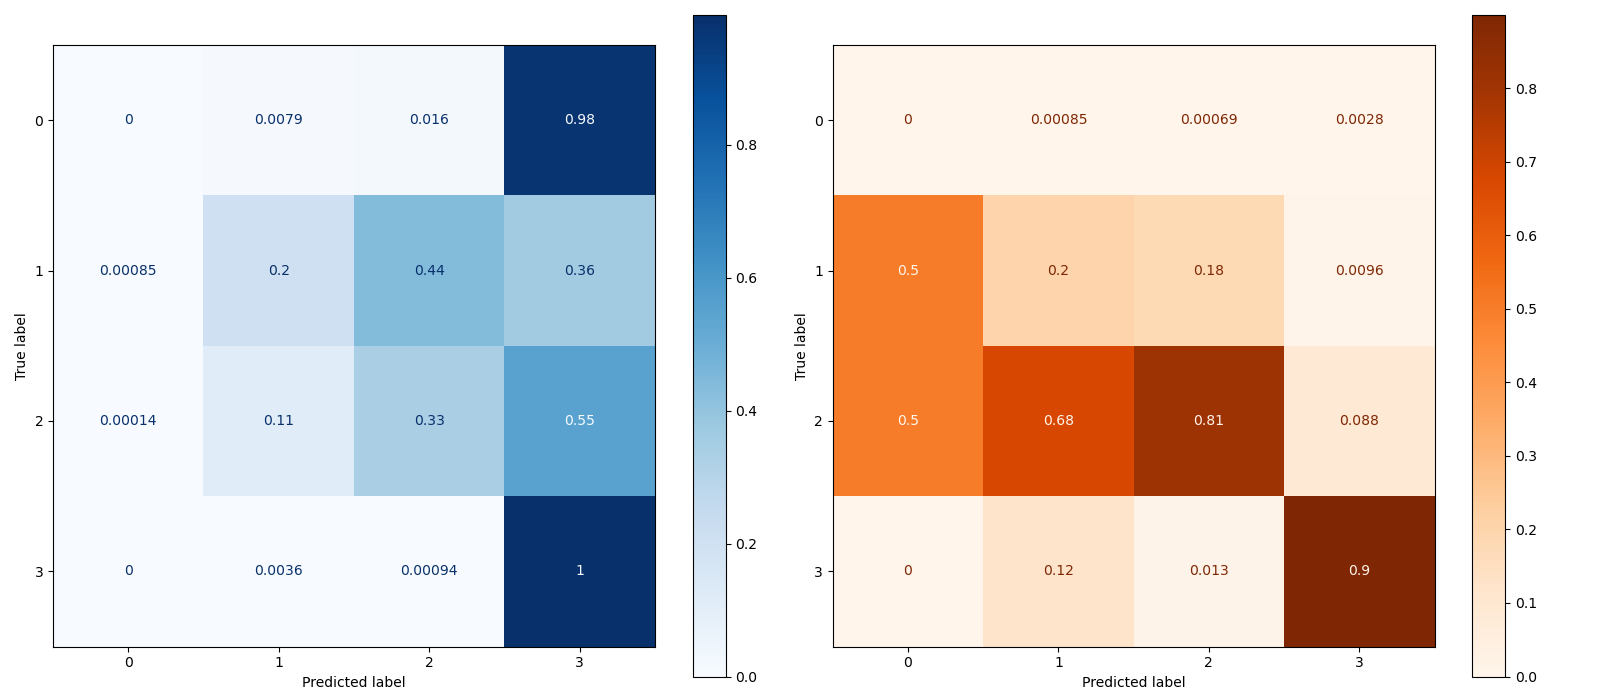 0 0.0079 0.016 0.98
0.00085 0.2 0.44 0.36
0.00014 0.11 0.33 0.55
0 0.0036 0.00094 1
0
1
2
3
True label
0 1 2 3
Predicted label
0.8
0.6
0.4
0.2
0.0
0 0.00085 0.00069 0.0028
0.5 0.2 0.18 0.0096
0.5 0.68 0.81 0.088
0 0.12 0.013 0.9
0
1
2
3
True label
0 1 2 3
Predicted label
0.8
0.7
0.6
0.5
0.4
0.3
0.2
0.1
0.0